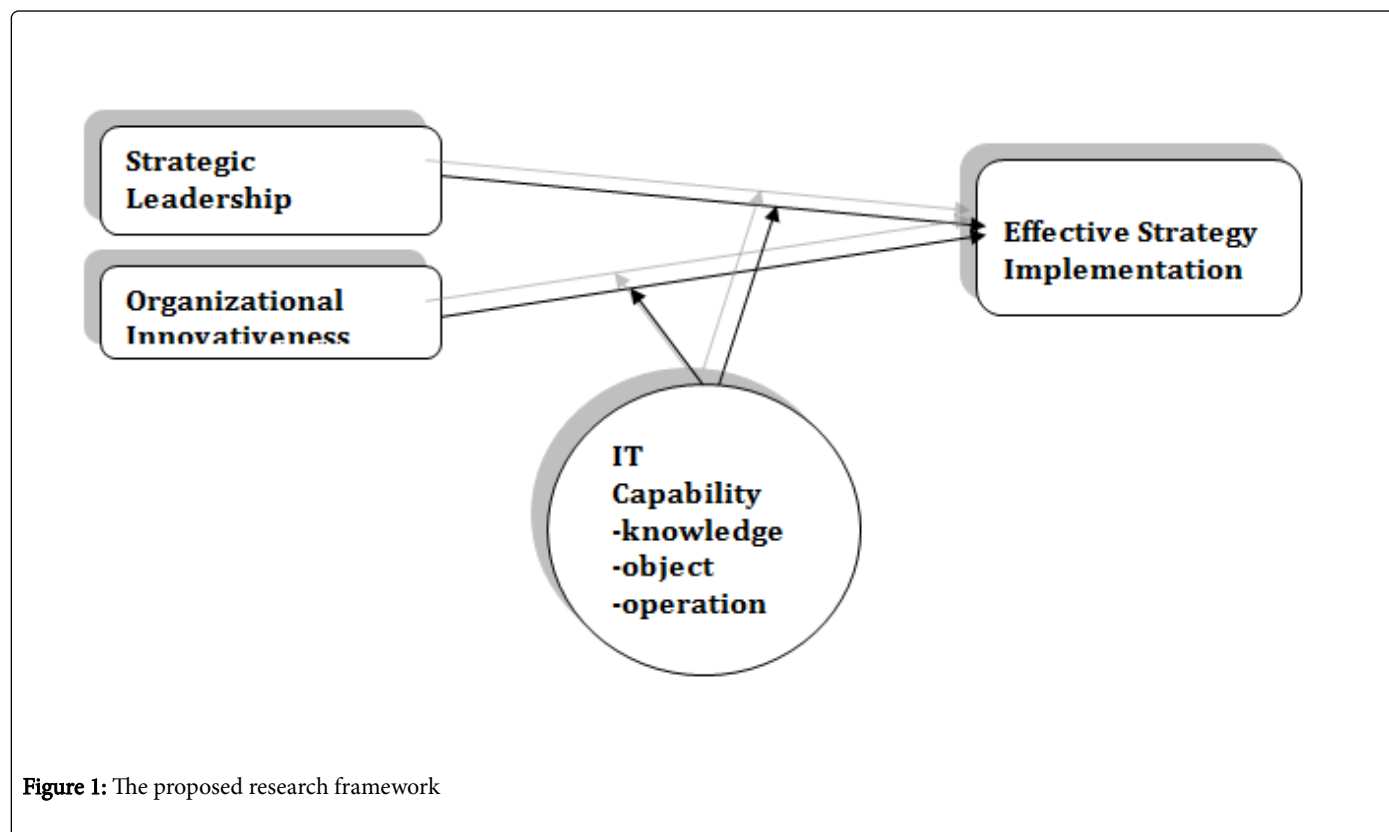 Strategic
Leadership
Organizational
Innovativeness
Effective Strategy
Implementation
IT
Capability
-knowledge
-object
-operation
Figure 1: The proposed research framework